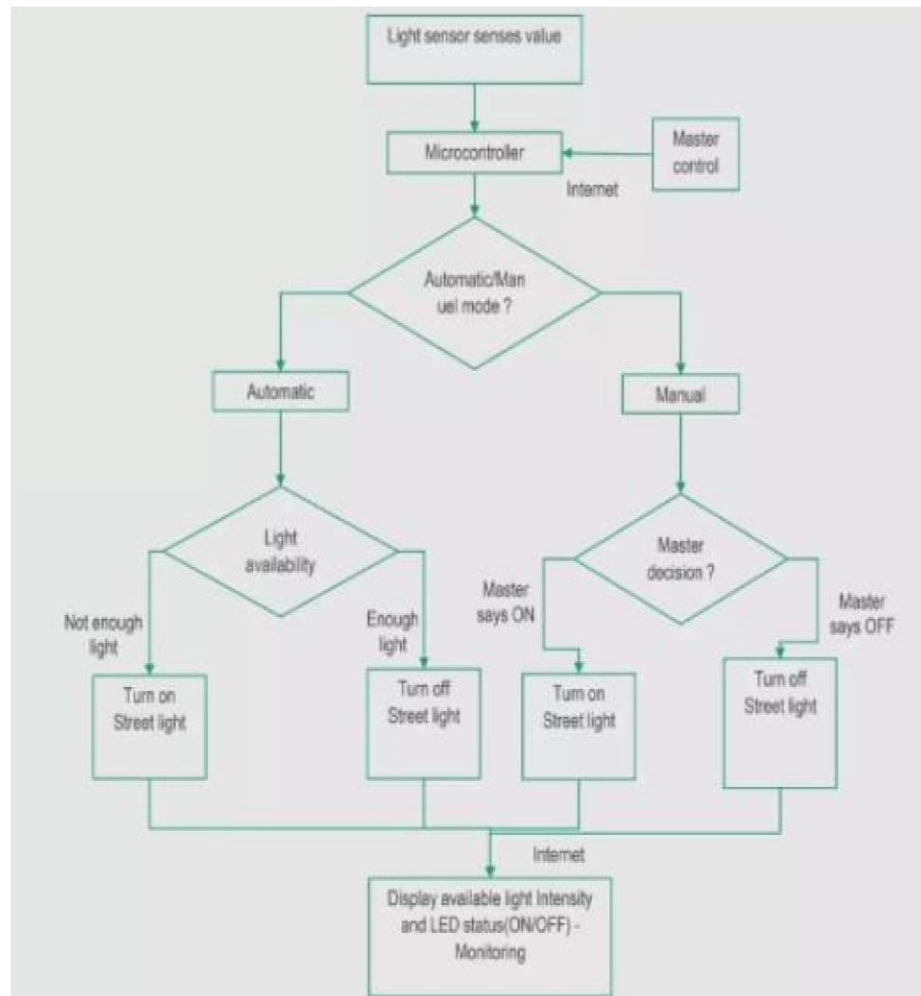 Light sensor senses value
Microcontroller
Master
control
Internet
Automatic/Man
uel mode ?
Automatic
Manual
Light
availability
Master
decision ?
Not enough
light
Enough
light
Master
says ON
Master
says OFF
Turn on
Street light
Turn off
Street light
Turn on
Street light
Turn off
Street light
Internet
Display available light Intensity
and LED status(ON/OFF) -
Monitoring